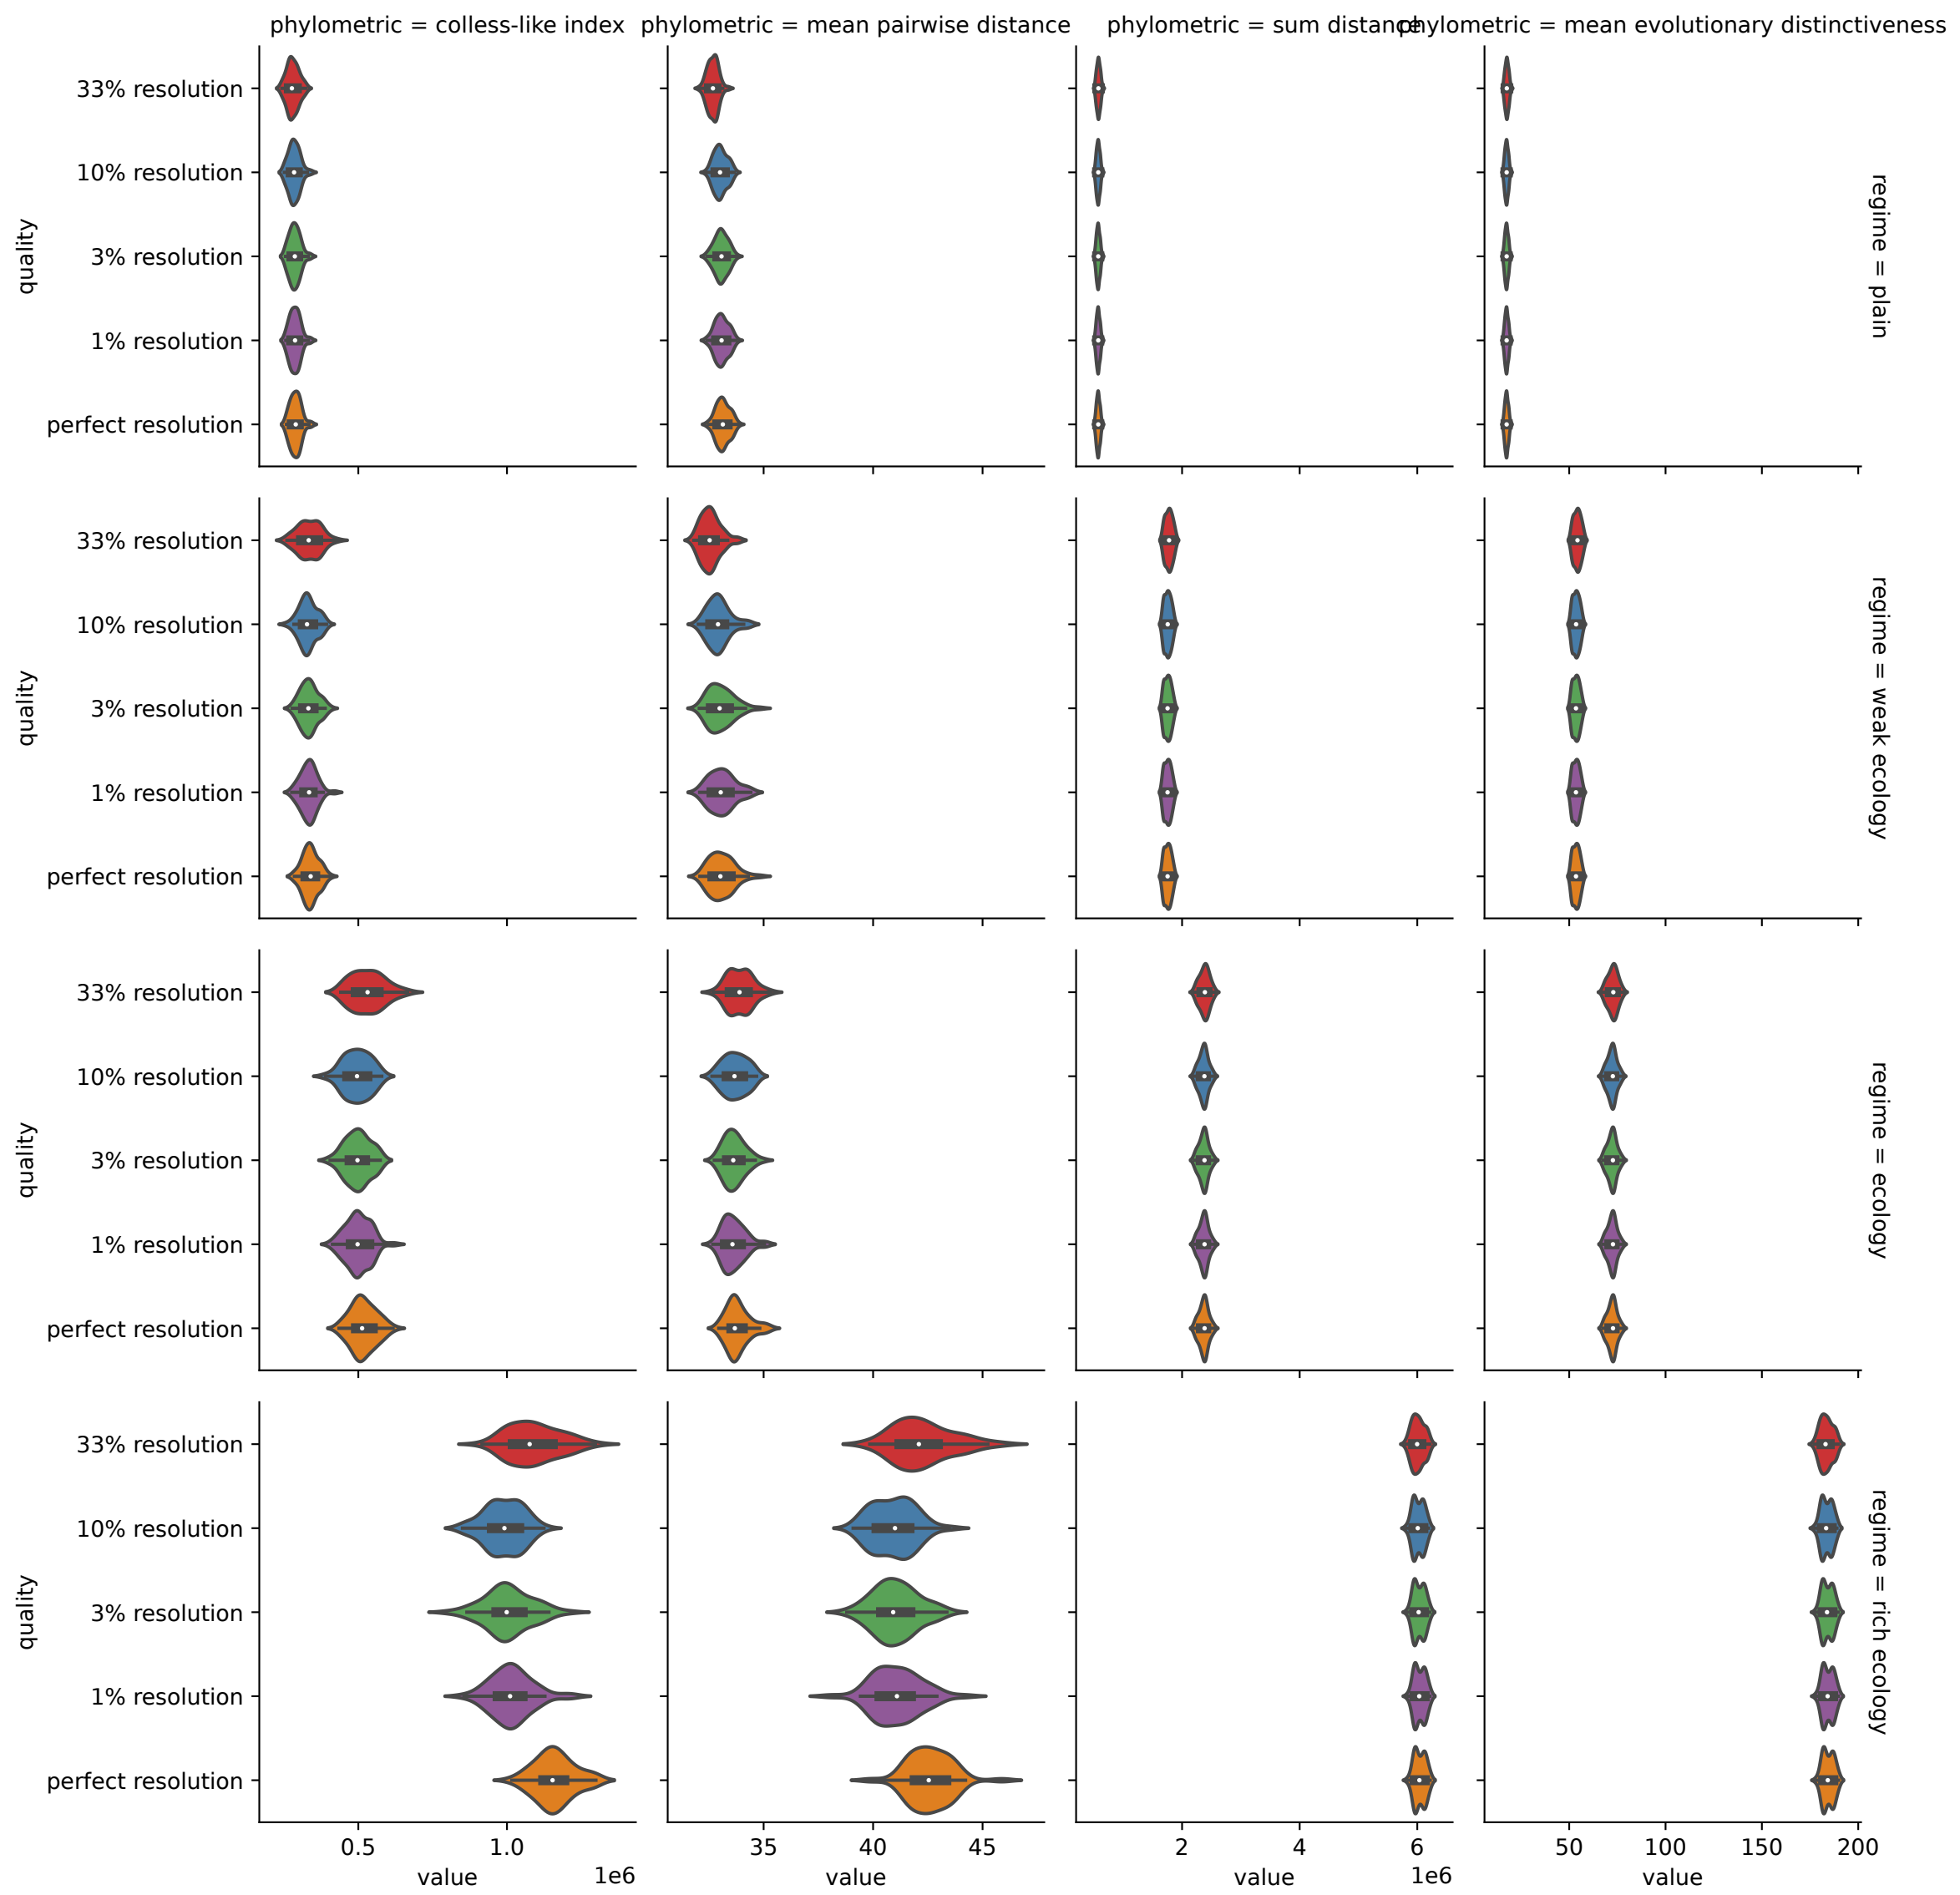 phylometric = colless-like index
phylometric = mean pairwise distance
phylometric = sum distance
phylometric = mean evolutionary distinctiveness
quality
33% resolution
10% resolution
3% resolution
1% resolution
perfect resolution
regime = plain
quality
33% resolution
10% resolution
3% resolution
1% resolution
perfect resolution
regime = weak ecology
quality
33% resolution
10% resolution
3% resolution
1% resolution
perfect resolution
regime = ecology
quality
33% resolution
10% resolution
3% resolution
1% resolution
perfect resolution
regime = rich ecology
0.5 1.0
1e6
value
35 40 45
value
2 4 6
1e6
value
50 100 150 200
value